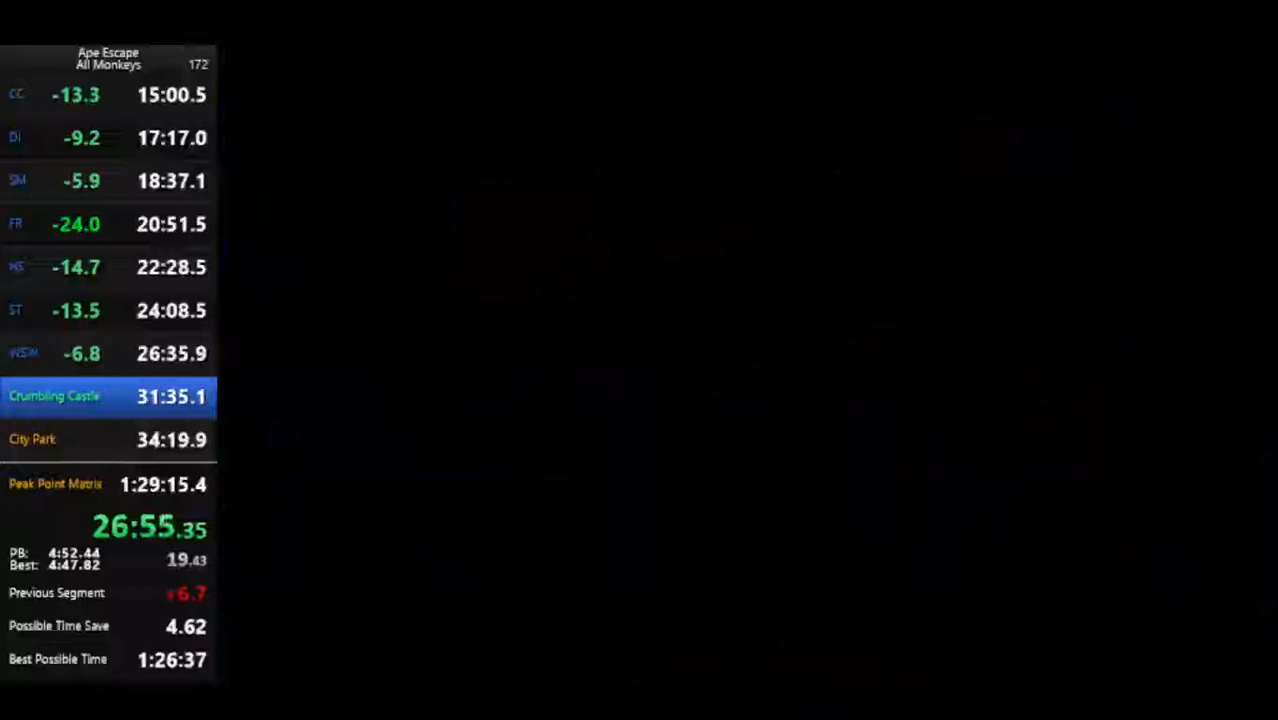 Ape Escape
All Monkeys 172
CC -13.3 15:00.5
DI -9.2 17:17.0
SM -5.9 18:37.1
FR -24.0 20:51.5
HS -14.7 22:28.5
ST -13.5 24:08.5
WSW -6.8 26:35.9
Crumbling Castle 31:35.1
City Park 34:19.9
Peak Point Matrix 1:29:15.4
26:55.35
PB: 4:52.44 19.43
Best: 4:47.82
Previous Segment +6.7
Possible Time Save 4.62
Best Possible Time 1:26:37